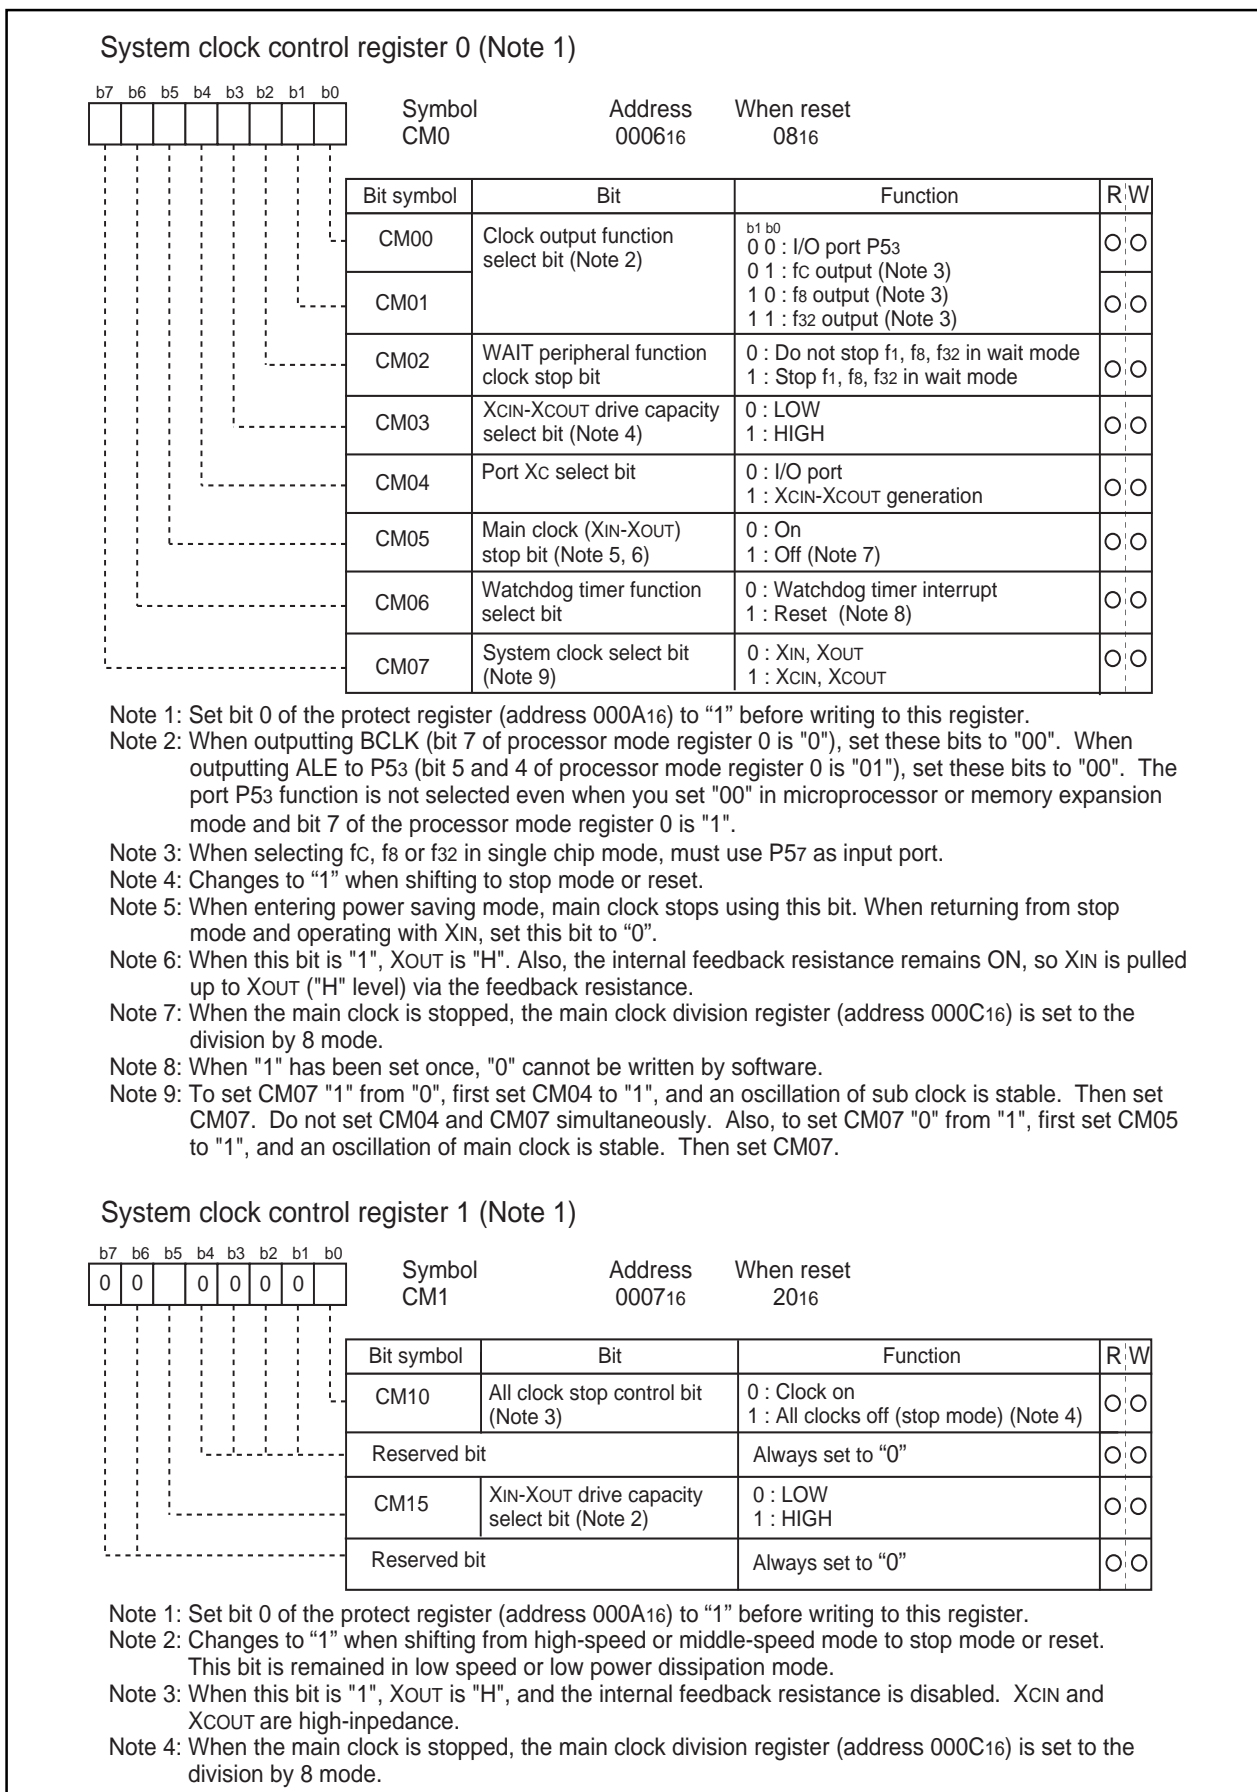 System clock control register 0 (Note 1)
b7 b6 b5 b4 b3 b2 b1 b0
Symbol Address When reset
CM0 000616 0816
Bit symbol Bit Function R W
CM00 Clock output function select bit (Note 2) b1 b0
0 0 : I/O port P53
0 1 : fC output (Note 3)
CM01 1 0 : f8 output (Note 3)
1 1 : f32 output (Note 3)
CM02 WAIT peripheral function 0 : Do not stop f1, f8, f32 in wait mode
clock stop bit 1 : Stop f1, f8, f32 in wait mode
CM03 XCIN-XCOUT drive capacity 0 : LOW
select bit (Note 4) 1 : HIGH
CM04 Port XC select bit 0 : I/O port
1 : XCIN-XCOUT generation
CM05 Main clock (XIN-XOUT) 0 : On
stop bit (Note 5, 6) 1 : Off (Note 7)
CM06 Watchdog timer function 0 : Watchdog timer interrupt
select bit 1 : Reset (Note 8)
CM07 System clock select bit 0 : XIN, XOUT
(Note 9) 1 : XCIN, XCOUT
Note 1: Set bit 0 of the protect register (address 000A16) to “1” before writing to this register.
Note 2: When outputting BCLK (bit 7 of processor mode register 0 is "0"), set these bits to "00". When
outputting ALE to P53 (bit 5 and 4 of processor mode register 0 is "01"), set these bits to "00". The
port P53 function is not selected even when you set "00" in microprocessor or memory expansion
mode and bit 7 of the processor mode register 0 is "1".
Note 3: When selecting fC, f8 or f32 in single chip mode, must use P57 as input port.
Note 4: Changes to “1” when shifting to stop mode or reset.
Note 5: When entering power saving mode, main clock stops using this bit. When returning from stop
mode and operating with XIN, set this bit to “0”.
Note 6: When this bit is "1", XOUT is "H". Also, the internal feedback resistance remains ON, so XIN is pulled
up to XOUT ("H" level) via the feedback resistance.
Note 7: When the main clock is stopped, the main clock division register (address 000C16) is set to the
division by 8 mode.
Note 8: When "1" has been set once, "0" cannot be written by software.
Note 9: To set CM07 "1" from "0", first set CM04 to "1", and an oscillation of sub clock is stable. Then set
CM07. Do not set CM04 and CM07 simultaneously. Also, to set CM07 "0" from "1", first set CM05
to "1", and an oscillation of main clock is stable. Then set CM07.
System clock control register 1 (Note 1)
b7 b6 b5 b4 b3 b2 b1 b0
0 0 0 0 0 0
Symbol Address When reset
CM1 000716 2016
Bit symbol Bit Function R W
CM10 All clock stop control bit 0 : Clock on
(Note 3) 1 : All clocks off (stop mode) (Note 4)
Reserved bit Always set to “0”
CM15 XIN-XOUT drive capacity 0 : LOW
select bit (Note 2) 1 : HIGH
Reserved bit Always set to “0”
Note 1: Set bit 0 of the protect register (address 000A16) to “1” before writing to this register.
Note 2: Changes to “1” when shifting from high-speed or middle-speed mode to stop mode or reset.
This bit is remained in low speed or low power dissipation mode.
Note 3: When this bit is "1", XOUT is "H", and the internal feedback resistance is disabled. XCIN and
XCOUT are high-inpedance.
Note 4: When the main clock is stopped, the main clock division register (address 000C16) is set to the
division by 8 mode.